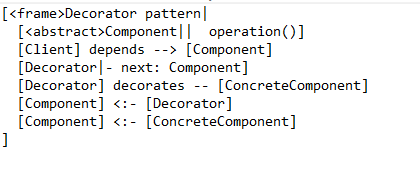 [<frame>Decorator pattern|
  [<abstract>Component||  operation()]
  [Client] depends --> [Component]
  [Decorator|- next: Component]
  [Decorator] decorates -- [ConcreteComponent]
  [Component] <:- [Decorator]
  [Component] <:- [ConcreteComponent]
]